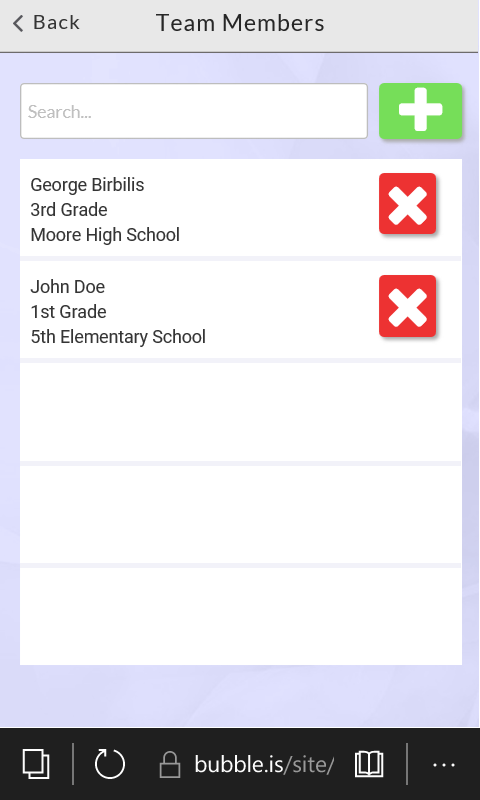 Back
Team Members
Search...
George Birbilis
3rd Grade
Moore High School
John Doe
1st Grade
5th Elementary School
bubble.is/site/